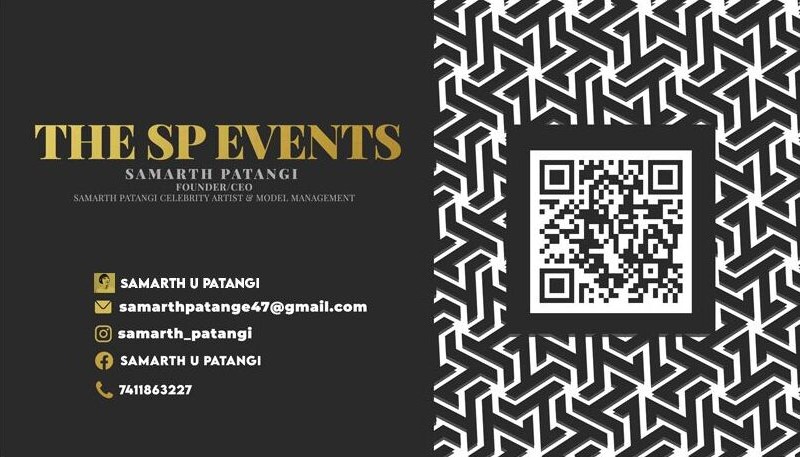 THE SP EVENTS
SAMARTH PATANGI
FOUNDER/CEO
SAMARTH PATANGI CELEBRITY ARTIST & MODEL MANAGEMENT
SAMARTH U PATANGI
samarthpatange47@gmail.com
samarth_patangi
SAMARTH U PATANGI
7411863227